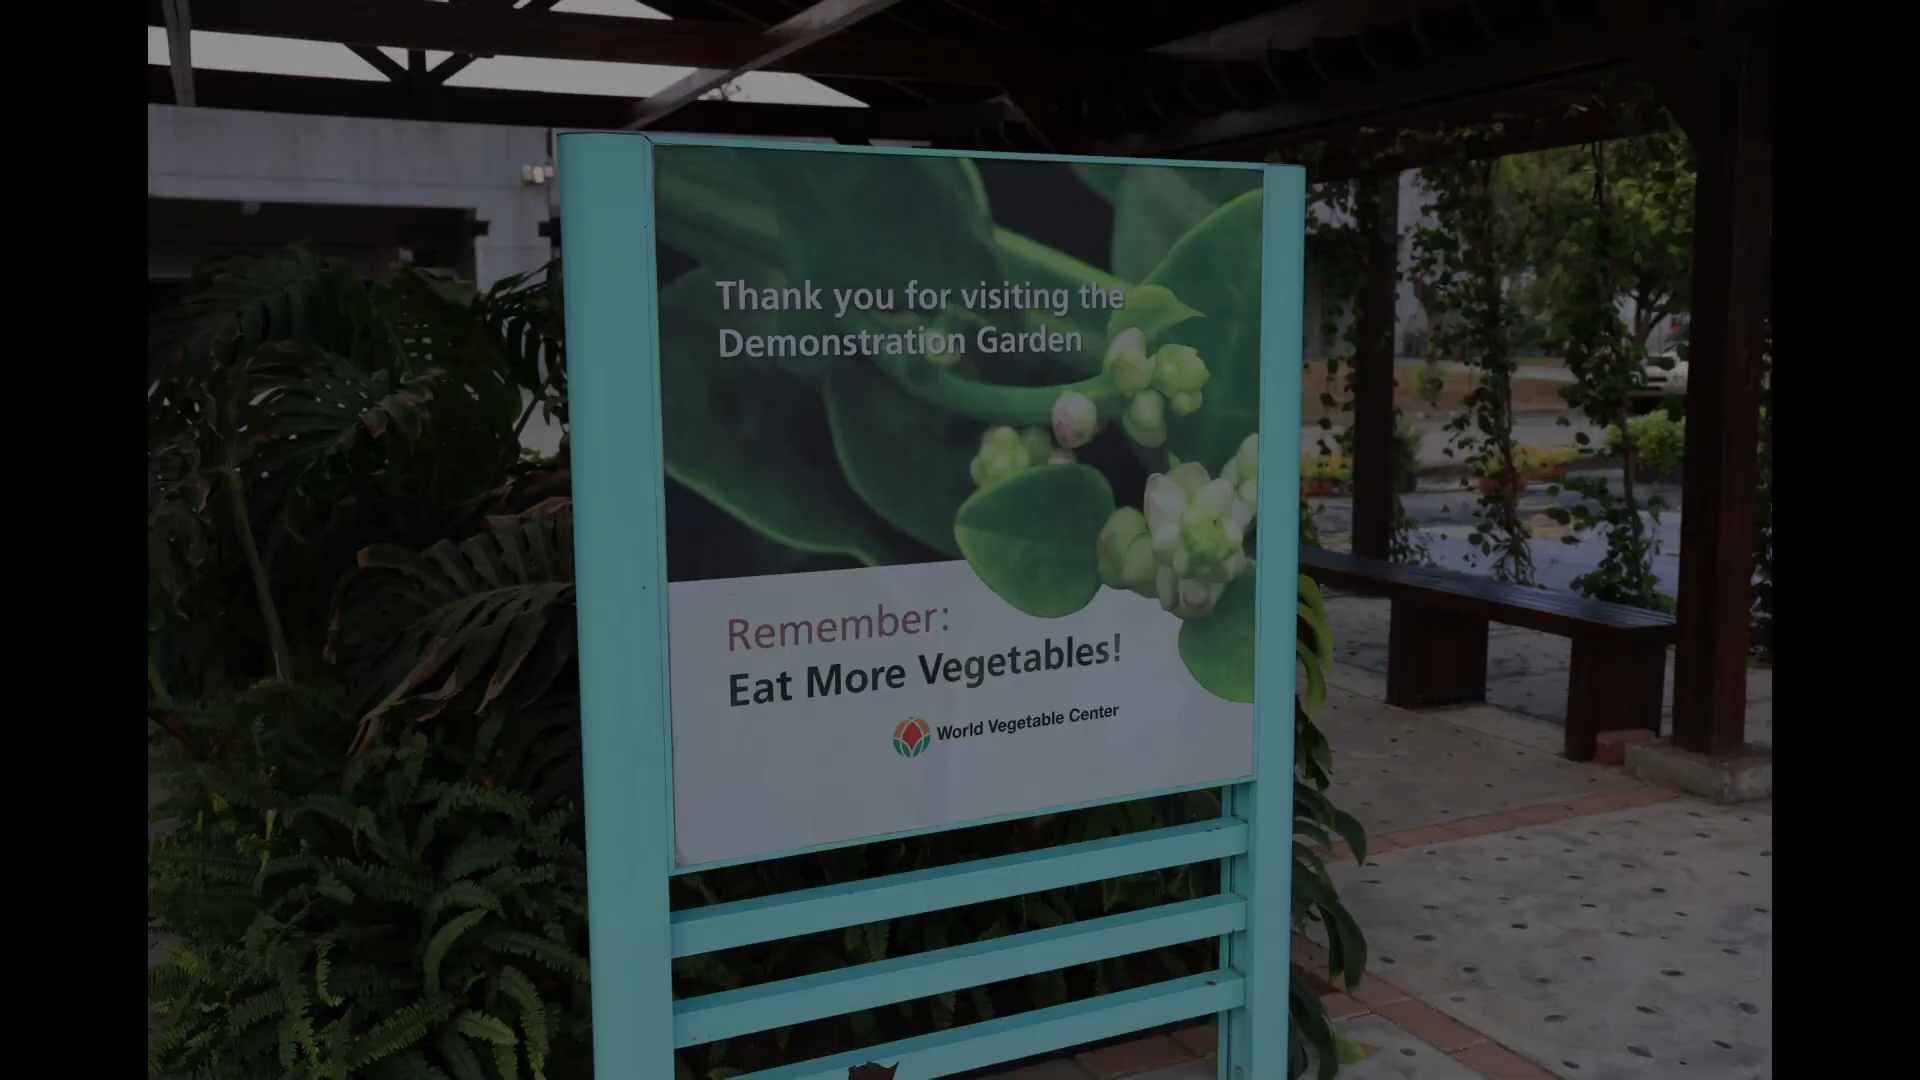 Thank you for visiting the
Demonstration Garden
Remember:
Eat More Vegetables!
World Vegetable Center